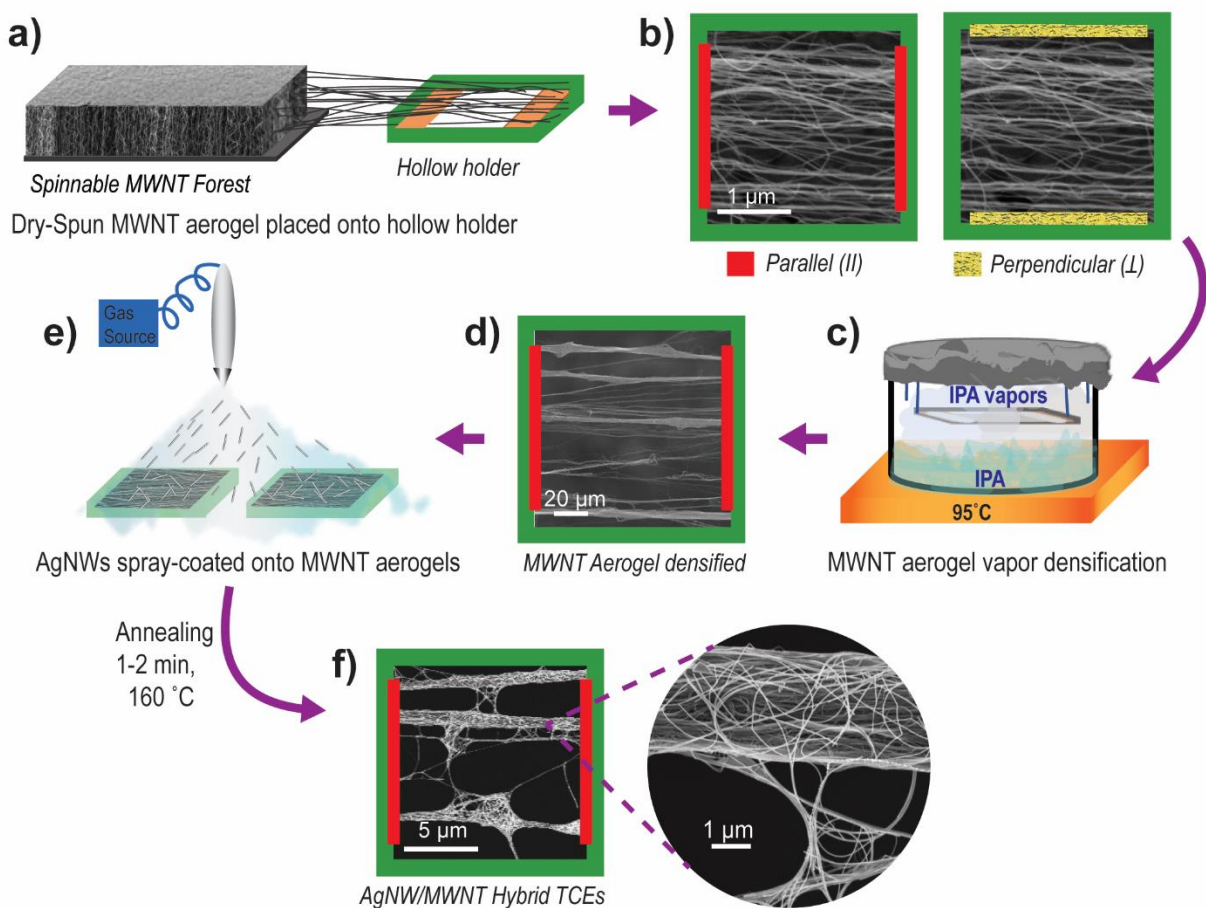 a)
Spinnable MWNT Forest
Hollow holder
Dry-Spun MWNT aerogel placed onto hollow holder
b)
1 µm
Parallel (II)
Perpendicular (⊥)
c)
IPA vapors
IPA
95˚C
MWNT aerogel vapor densification
d)
20 µm
MWNT Aerogel densified
e)
Gas
Source
AgNWs spray-coated onto MWNT aerogels
Annealing
1-2 min,
160 ˚C
f)
5 µm
1 µm
AgNW/MWNT Hybrid TCEs